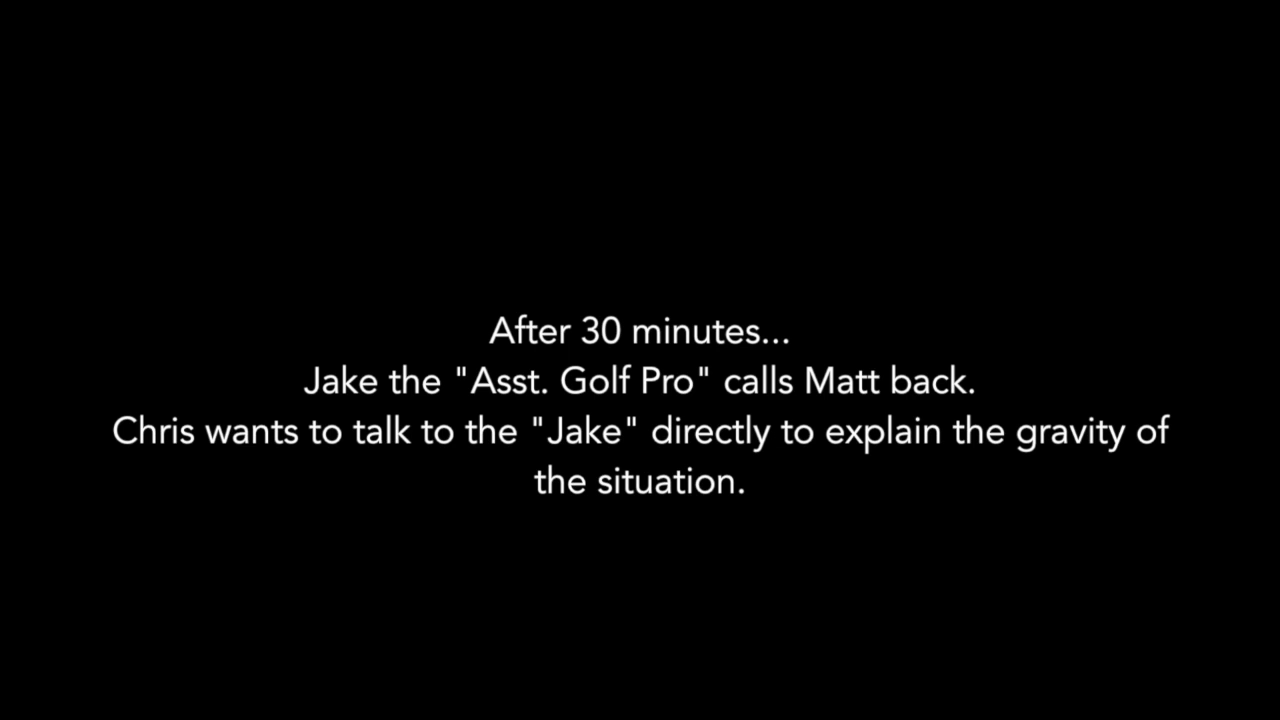 After 30 minutes...
Jake the "Asst. Golf Pro" calls Matt back.
Chris wants to talk to the "Jake" directly to explain the gravity of
the situation.